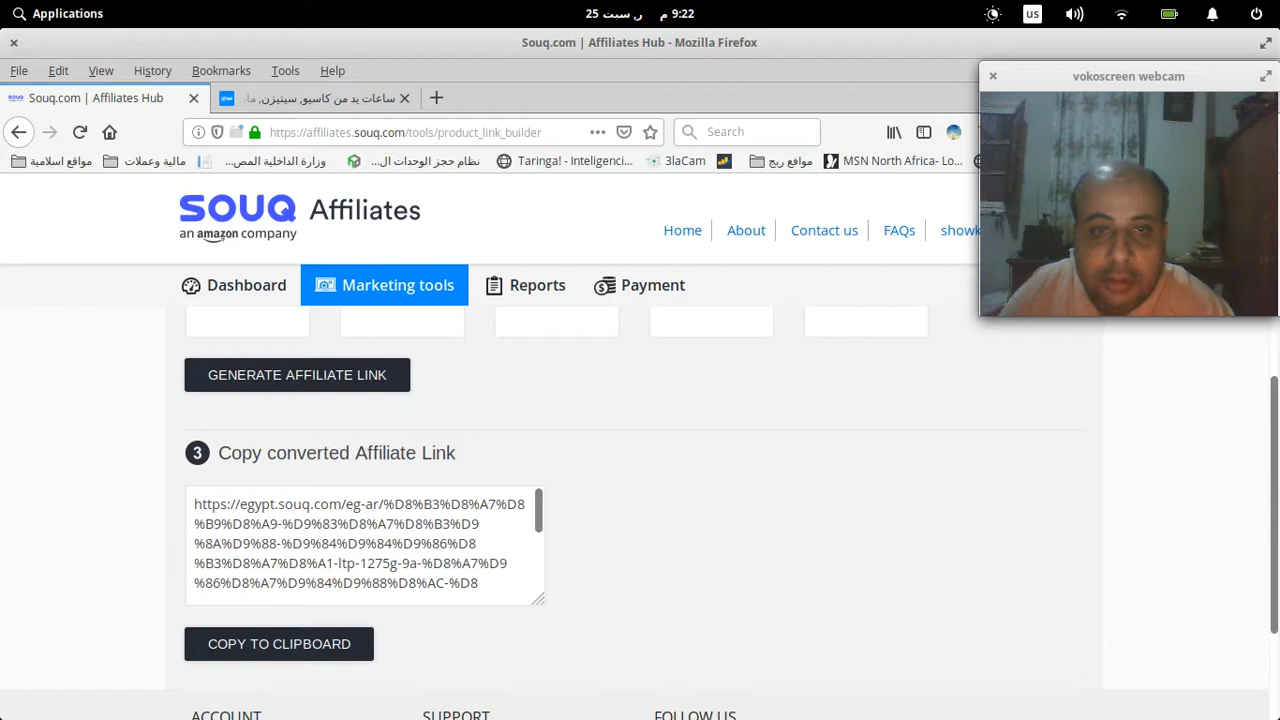 Applications
25 ر, سبت
9:22 م
us
Souq.com | Affiliates Hub - Mozilla Firefox
File Edit View History Bookmarks Tools Help
vokoscreen webcam
Souq.com | Affiliates Hub
ساعات يد من كاسيو, سيتيزن, ما
https://affiliates.souq.com/tools/product_link_builder
Search
مواقع اسلامية
مالية وعملات
وزارة الداخلية المص...
نظام حجز الوحدات ال...
Taringa! - Inteligenci...
3laCam
مواقع ربح
MSN North Africa- Lo...
SOUQ Affiliates
an amazon company
Home
About
Contact us
FAQs
showk
Dashboard
Marketing tools
Reports
Payment
GENERATE AFFILIATE LINK
3 Copy converted Affiliate Link
https://egypt.souq.com/eg-ar/%D8%B3%D8%A7%D8
%B9%D8%A9-%D9%83%D8%A7%D8%B3%D9
%8A%D9%88-%D9%84%D9%84%D9%86%D8
%B3%D8%A7%D8%A1-ltp-1275g-9a-%D8%A7%D9
%86%D8%A7%D9%84%D9%88%D8%AC-%D8
COPY TO CLIPBOARD
ACCOUNT
SUPPORT
FOLLOW US